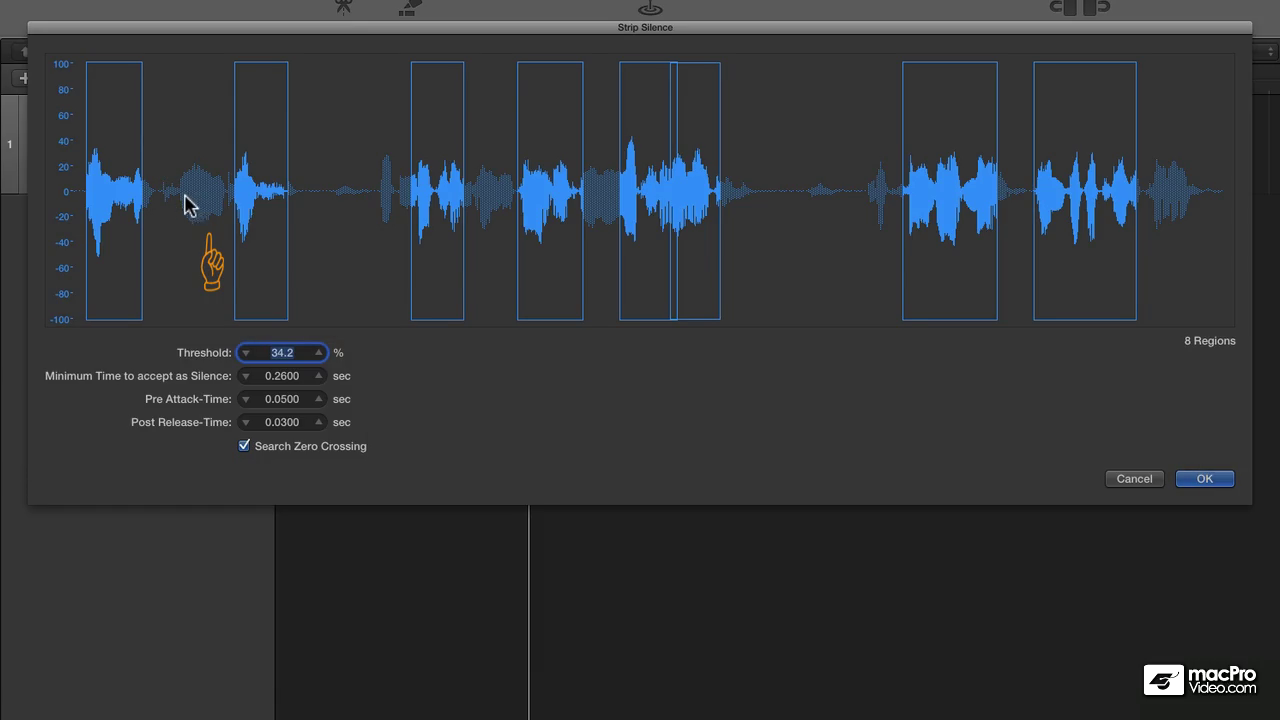 Strip Silence
100
80
60
40
20
0
-20
-40
-60
-80
-100
1
8 Regions
Threshold: 34.2 %
Minimum Time to accept as Silence: 0.2600 sec
Pre Attack-Time: 0.0500 sec
Post Release-Time: 0.0300 sec
Search Zero Crossing
Cancel OK
macPro
Video.com